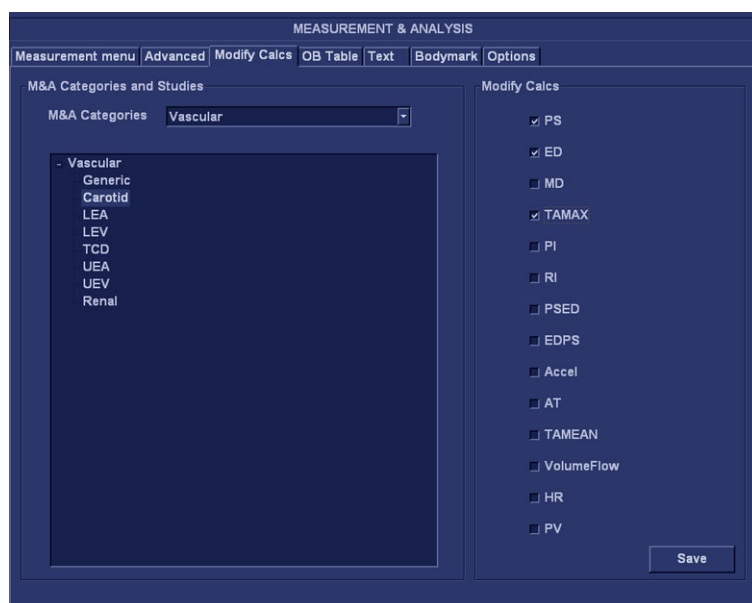 MEASUREMENT & ANALYSIS
Measurement menu Advanced Modify Calcs OB Table Text Bodymark Options
M&A Categories and Studies
M&A Categories Vascular
- Vascular
Generic
Carotid
LEA
LEV
TCD
UEA
UEV
Renal
Modify Calcs
PS
ED
MD
TAMAX
PI
RI
PSED
EDPS
Accel
AT
TAMEAN
VolumeFlow
HR
PV
Save